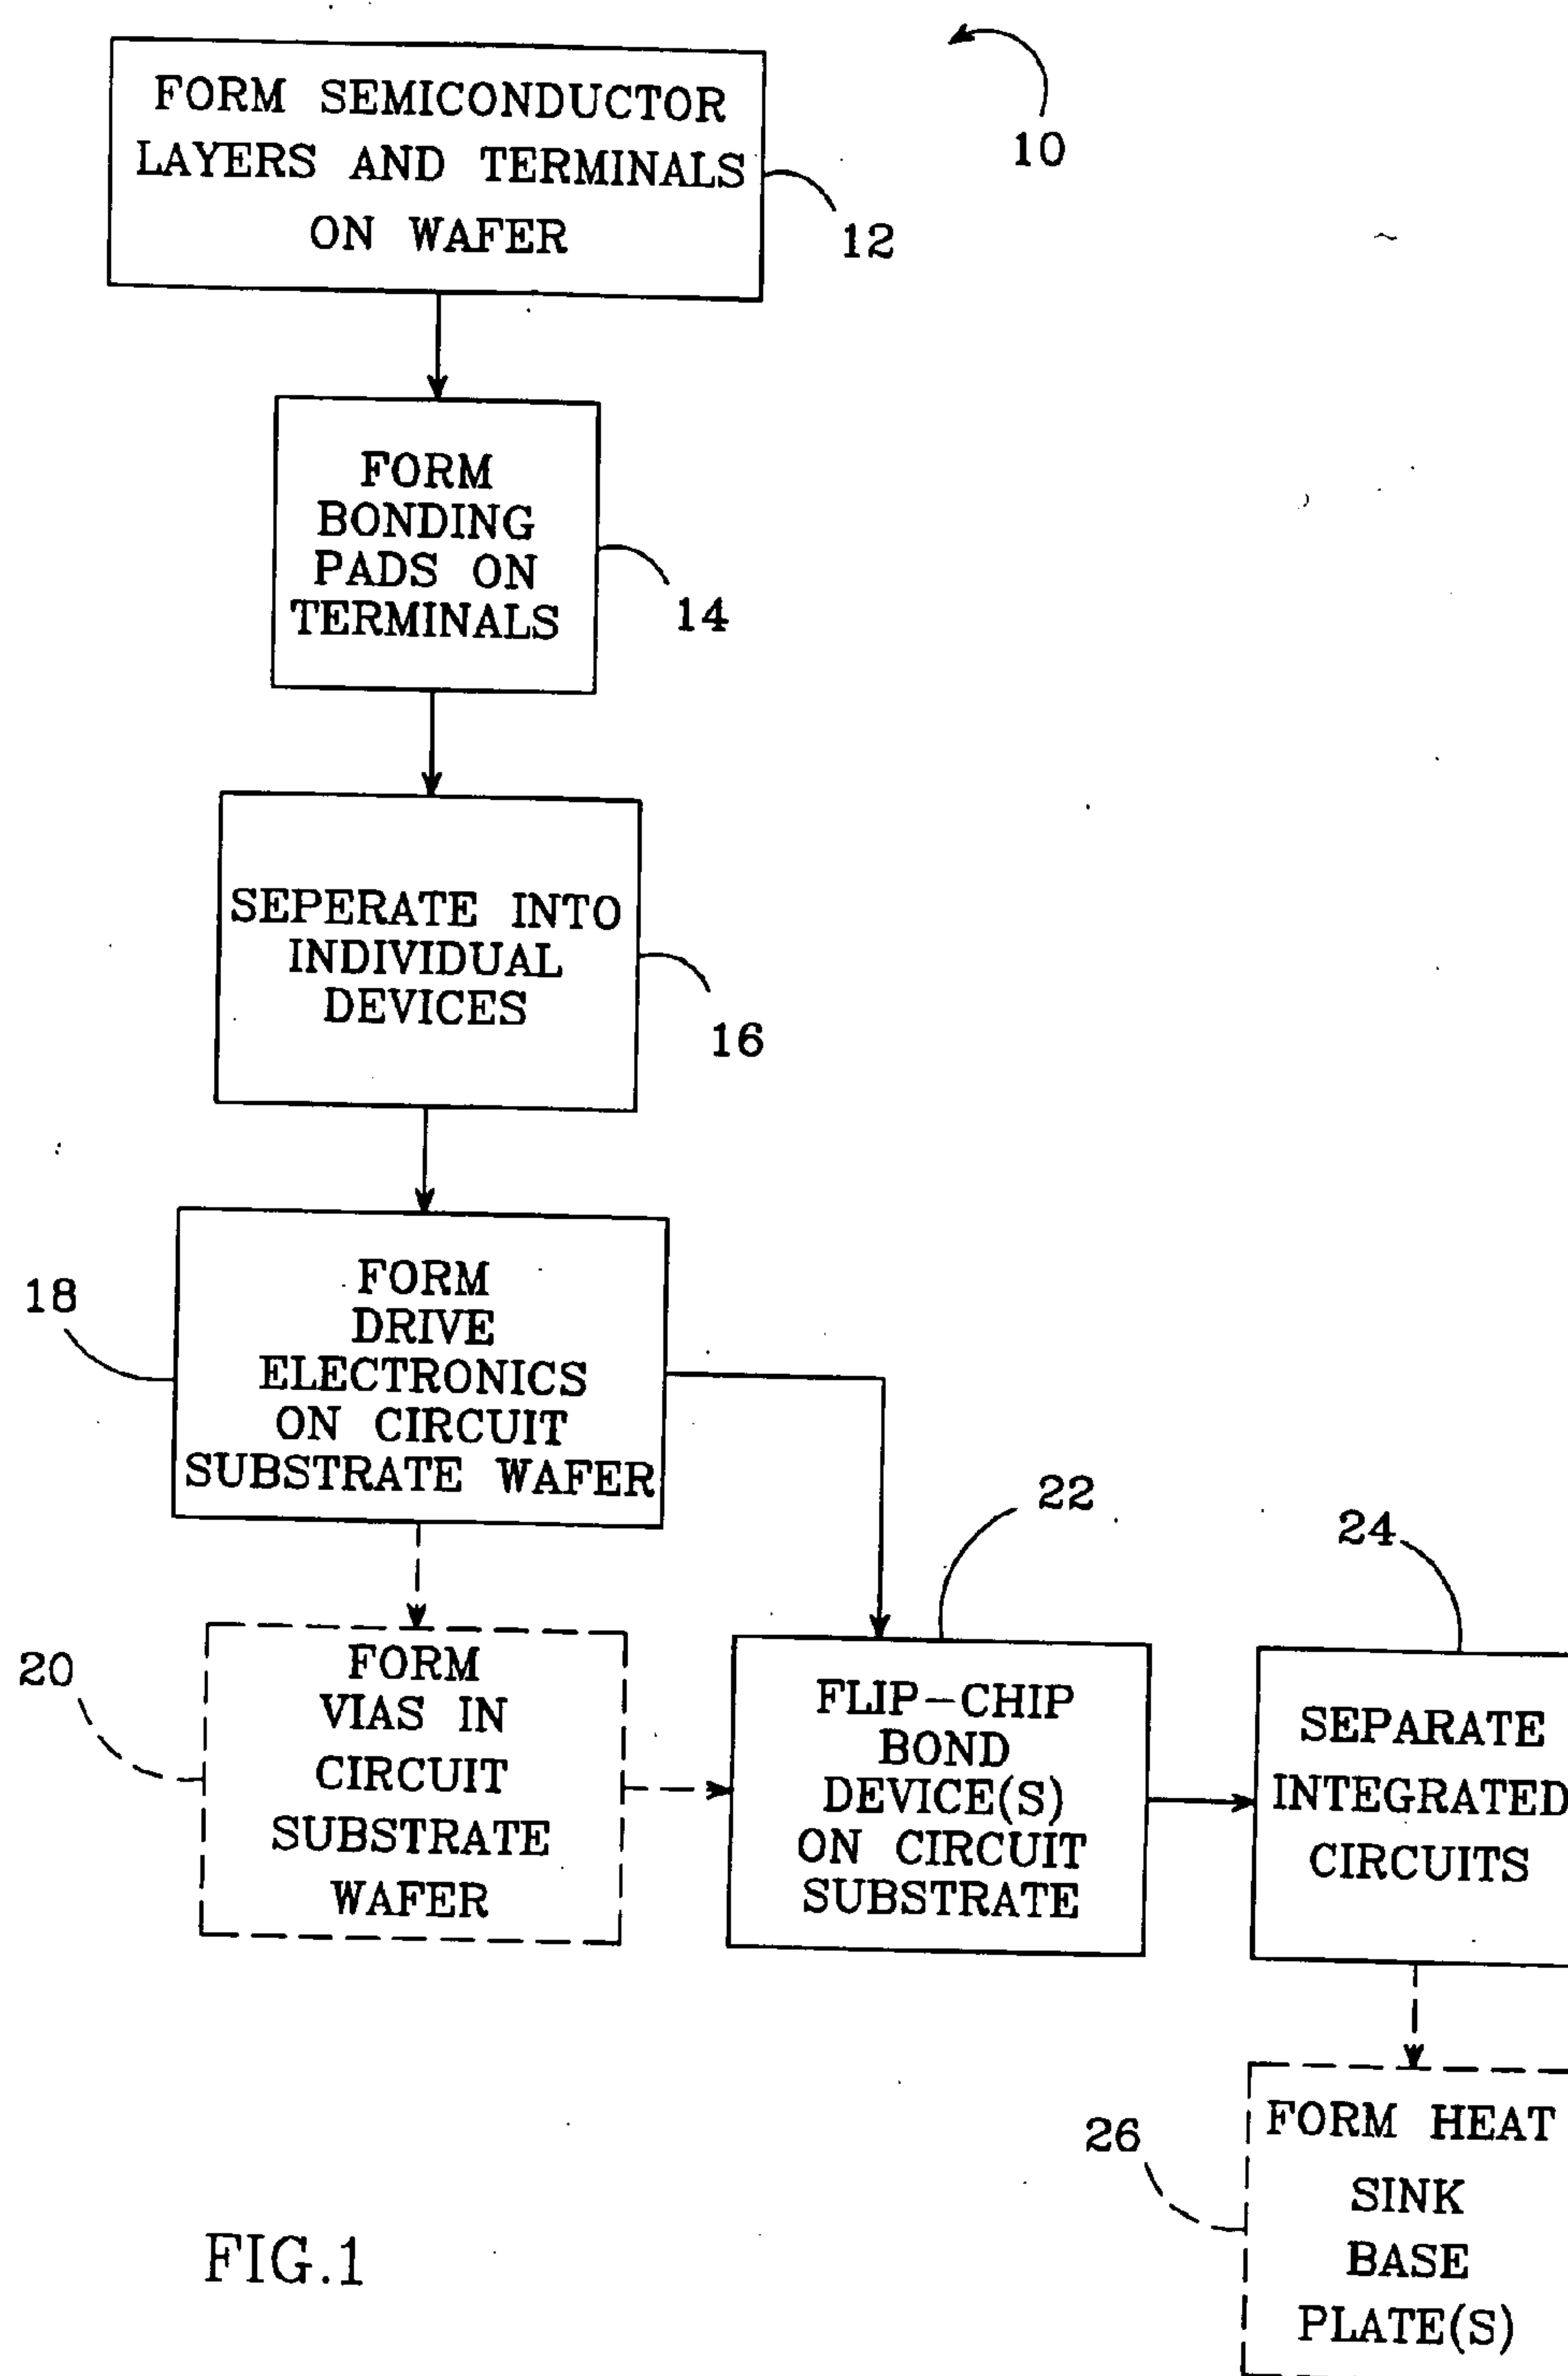 10
FORM SEMICONDUCTOR
LAYERS AND TERMINALS
ON WAFER
12
FORM
BONDING
PADS ON
TERMINALS
14
SEPERATE INTO
INDIVIDUAL
DEVICES
16
18
FORM
DRIVE
ELECTRONICS
ON CIRCUIT
SUBSTRATE WAFER
20
FORM
VIAS IN
CIRCUIT
SUBSTRATE
WAFER
22
FLIP-CHIP
BOND
DEVICE(S)
ON CIRCUIT
SUBSTRATE
24
SEPARATE
INTEGRATED
CIRCUITS
26
FORM HEAT
SINK
BASE
PLATE(S)
FIG.1